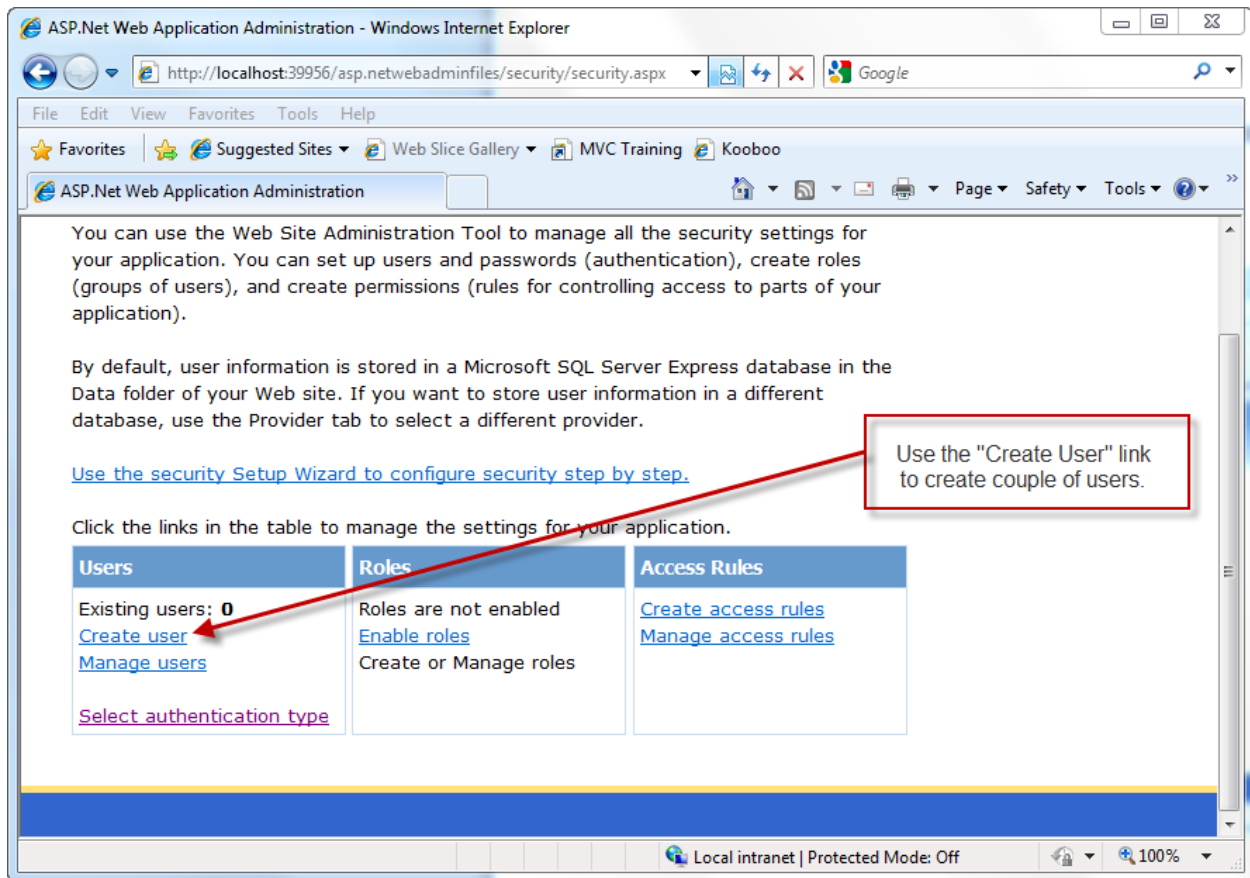 ASP.Net Web Application Administration - Windows Internet Explorer
http://localhost:39956/asp.netwebadminfiles/security/security.aspx
Google
File Edit View Favorites Tools Help
Favorites Suggested Sites Web Slice Gallery MVC Training Kooboo
ASP.Net Web Application Administration Page Safety Tools
You can use the Web Site Administration Tool to manage all the security settings for
your application. You can set up users and passwords (authentication), create roles
(groups of users), and create permissions (rules for controlling access to parts of your
application).
By default, user information is stored in a Microsoft SQL Server Express database in the
Data folder of your Web site. If you want to store user information in a different
database, use the Provider tab to select a different provider.
Use the "Create User" link
to create couple of users.
Use the security Setup Wizard to configure security step by step.
Click the links in the table to manage the settings for your application.
Users Roles Access Rules
Existing users: 0 Roles are not enabled Create access rules
Create user Enable roles Manage access rules
Manage users Create or Manage roles
Select authentication type
Local intranet | Protected Mode: Off 100%